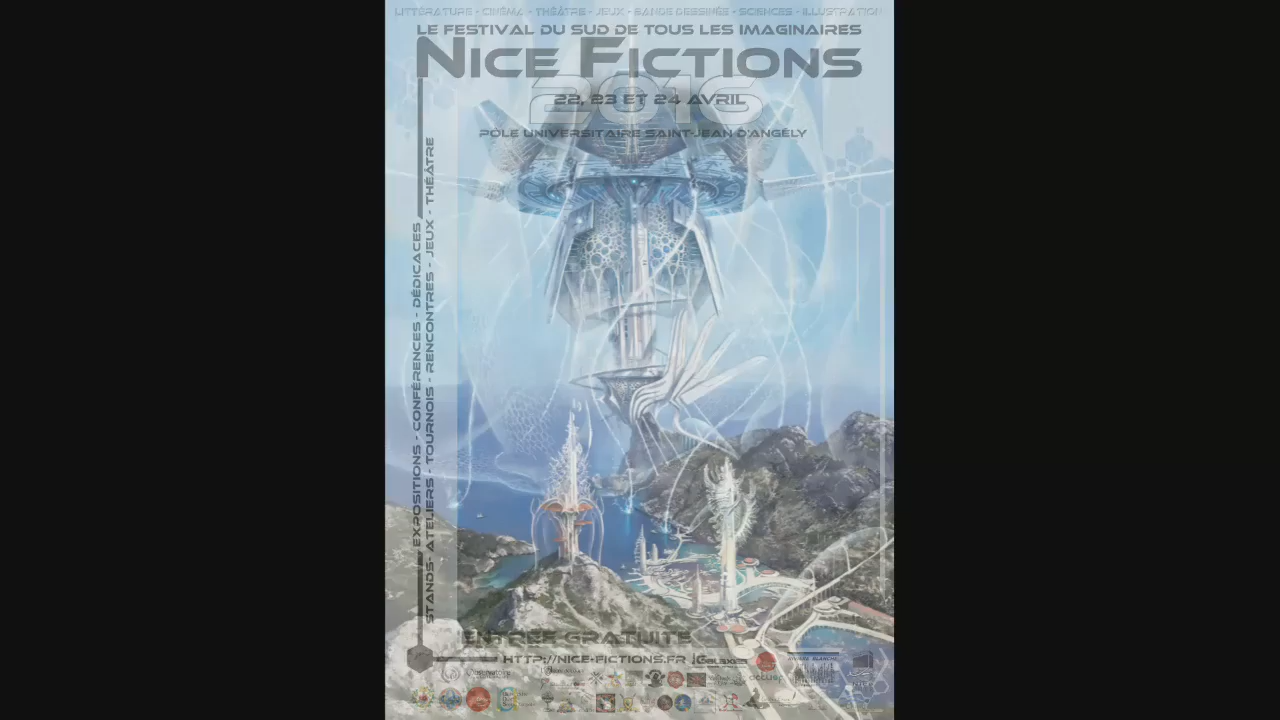 LITTÉRATURE - CINÉMA - THÉÂTRE - JEUX - BANDE DESSINÉE - SCIENCES - ILLUSTRATION
LE FESTIVAL DU SUD DE TOUS LES IMAGINAIRES
NICE FICTIONS
2016
22, 23 ET 24 AVRIL
PÔLE UNIVERSITAIRE SAINT-JEAN D'ANGÉLY
EXPOSITIONS - CONFÉRENCES - DÉDICACES
STANDS- ATELIERS - TOURNOIS - RENCONTRES - JEUX - THÉÂTRE
ENTRÉE GRATUITE
HTTP://NICE-FICTIONS.FR
RIVIÈRE BLANCHE